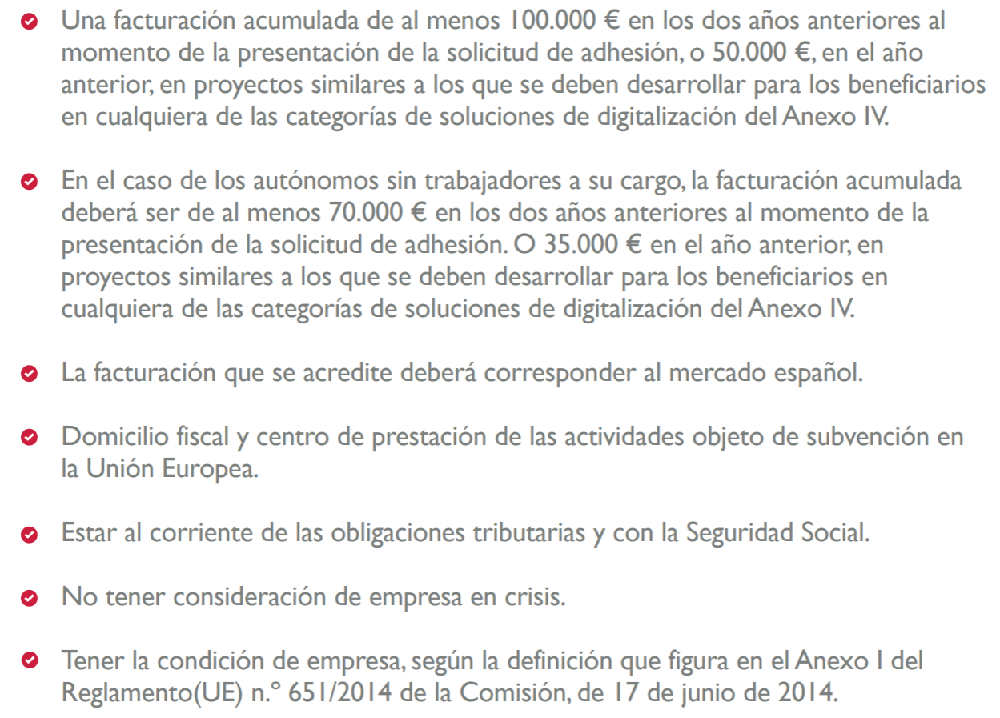 Una facturación acumulada de al menos 100.000 € en los dos años anteriores al
momento de la presentación de la solicitud de adhesión, o 50.000 €, en el año
anterior, en proyectos similares a los que se deben desarrollar para los beneficiarios
en cualquiera de las categorías de soluciones de digitalización del Anexo IV.
En el caso de los autónomos sin trabajadores a su cargo, la facturación acumulada
deberá ser de al menos 70.000 € en los dos años anteriores al momento de la
presentación de la solicitud de adhesión. O 35.000 € en el año anterior, en
proyectos similares a los que se deben desarrollar para los beneficiarios en
cualquiera de las categorías de soluciones de digitalización del Anexo IV.
La facturación que se acredite deberá corresponder al mercado español.
Domicilio fiscal y centro de prestación de las actividades objeto de subvención en
la Unión Europea.
Estar al corriente de las obligaciones tributarias y con la Seguridad Social.
No tener consideración de empresa en crisis.
Tener la condición de empresa, según la definición que figura en el Anexo I del
Reglamento(UE) n.º 651/2014 de la Comisión, de 17 de junio de 2014.